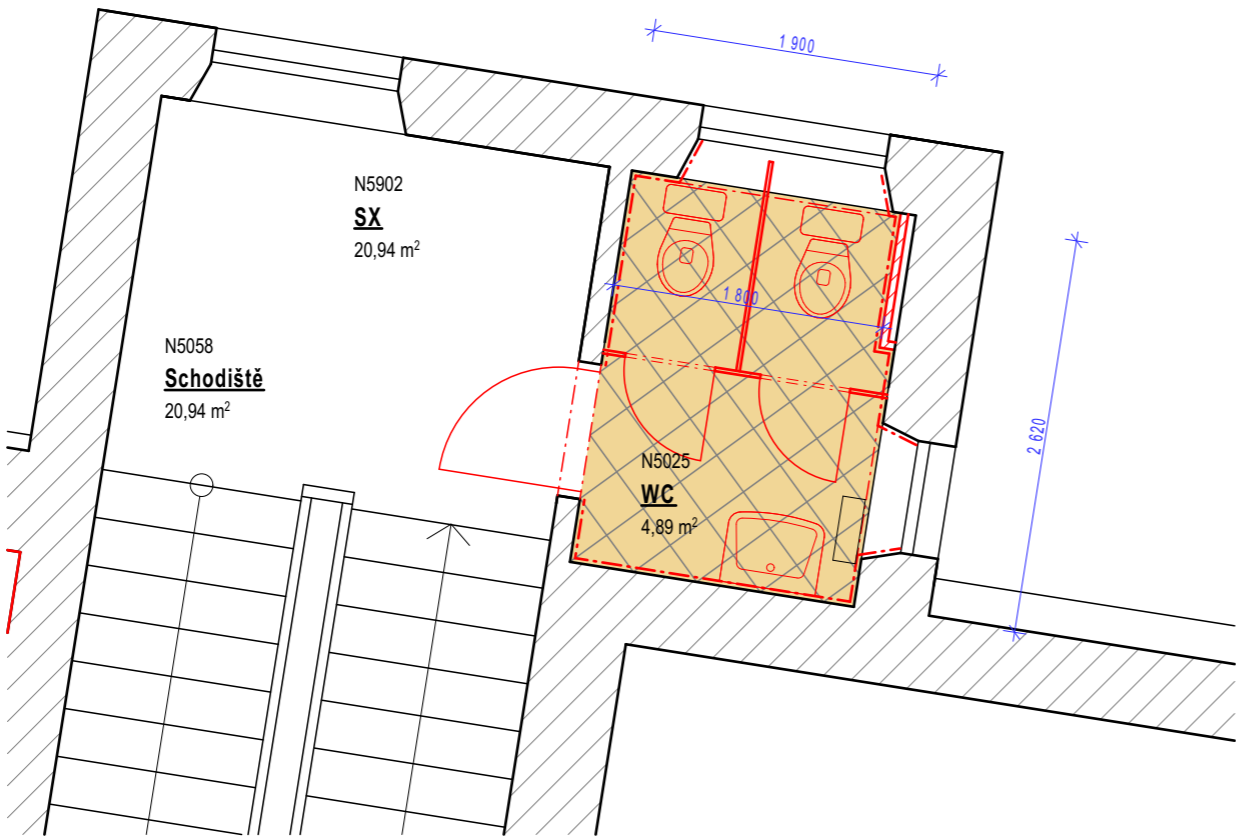 1 900
N5902
SX
20,94 m²
1 800
N5058
Schodiště
20,94 m²
2 620
N5025
WC
4,89 m²